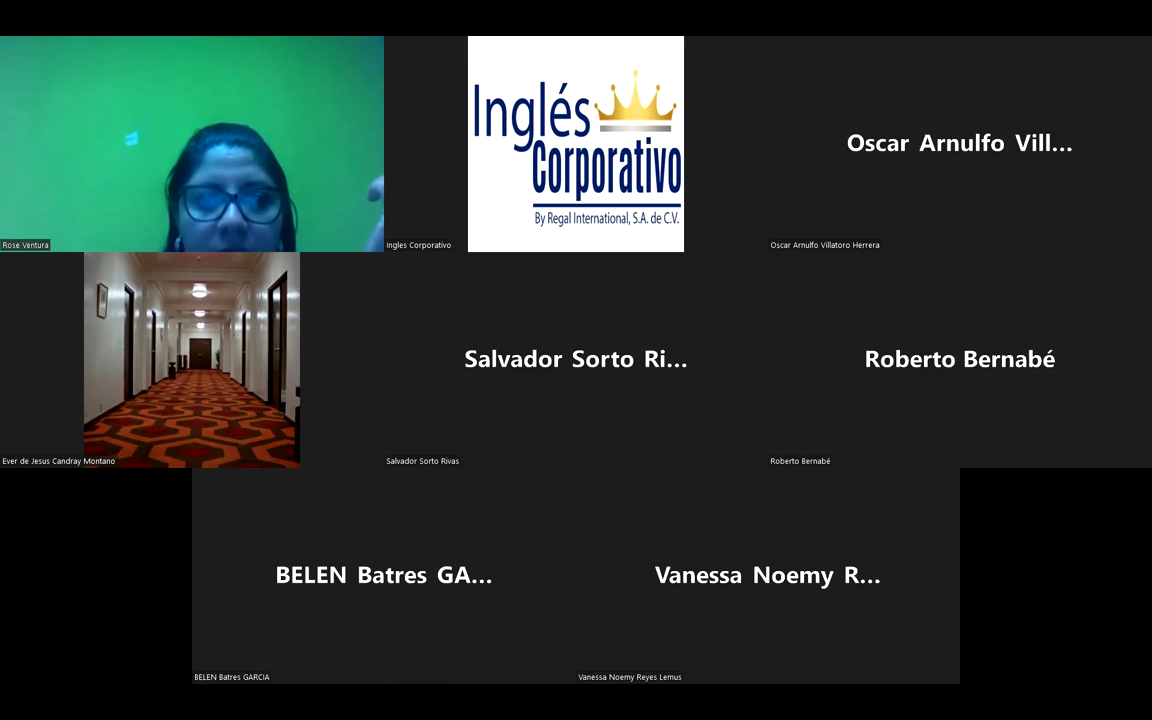 Rose Ventura
Inglés
Corporativo
By Regal International, S.A. de C.V.
Ingles Corporativo
Oscar Arnulfo Vill...
Oscar Arnulfo Villatoro Herrera
Ever de Jesus Candray Montano
Salvador Sorto Ri...
Salvador Sorto Rivas
Roberto Bernabé
Roberto Bernabé
BELEN Batres GA...
BELEN Batres GARCIA
Vanessa Noemy R...
Vanessa Noemy Reyes Lemus